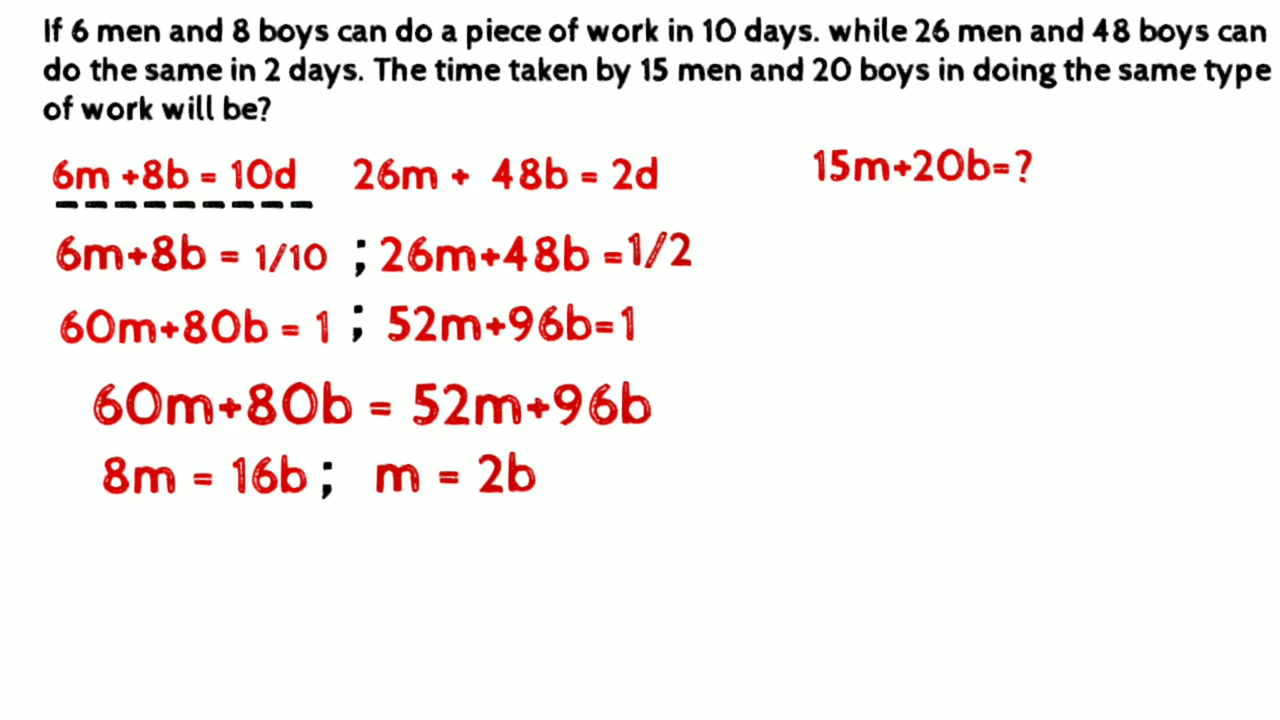 If 6 men and 8 boys can do a piece of work in 10 days. while 26 men and 48 boys can
do the same in 2 days. The time taken by 15 men and 20 boys in doing the same type
of work will be?
6m +8b = 10d 26m + 48b = 2d 15m+20b=?
6m+8b = 1/10 ; 26m+48b =1/2
60m+80b = 1 ; 52m+96b=1
60m+80b = 52m+96b
8m = 16b ; m = 2b